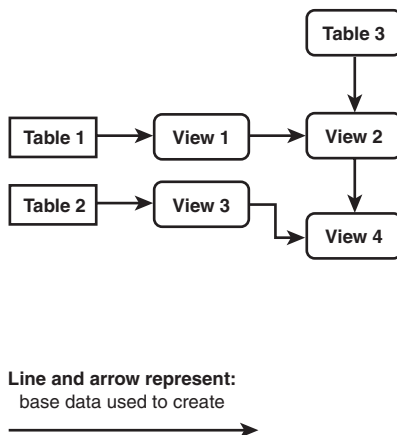 Table 3
Table 1
View 1
View 2
Table 2
View 3
View 4
Line and arrow represent:
base data used to create